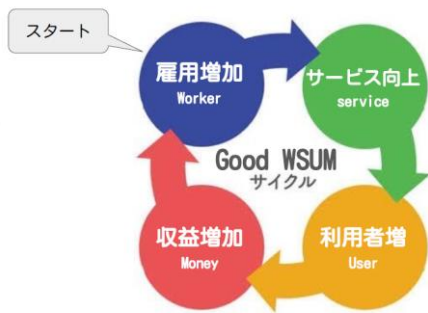 スタート
雇用増加
Worker
サービス向上
service
Good WSUM
サイクル
収益増加
Money
利用者増
User